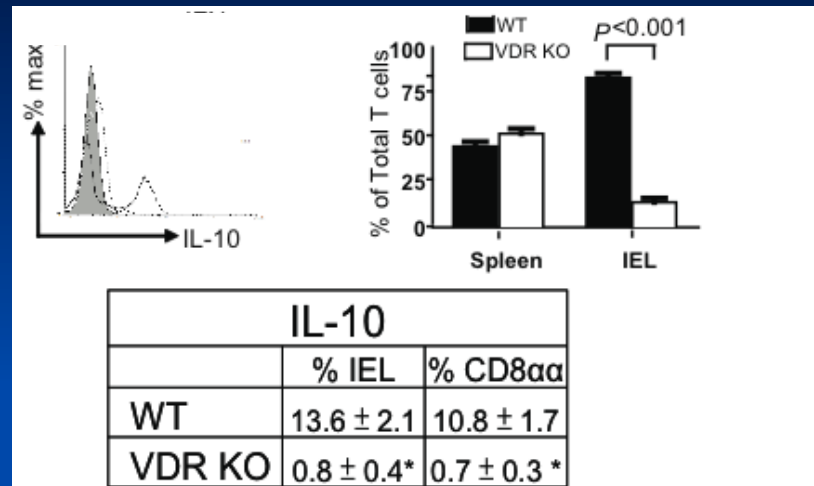 % max
IL-10
WT
VDR KO
P<0.001
% of Total T cells
100
75
50
25
0
Spleen IEL
IL-10
% IEL % CD8αα
WT 13.6 ± 2.1 10.8 ± 1.7
VDR KO 0.8 ± 0.4* 0.7 ± 0.3 *